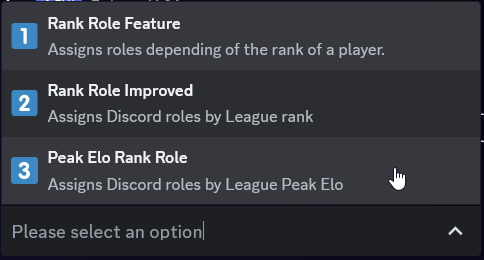 1
Rank Role Feature
Assigns roles depending of the rank of a player.
2
Rank Role Improved
Assigns Discord roles by League rank
3
Peak Elo Rank Role
Assigns Discord roles by League Peak Elo
Please select an option